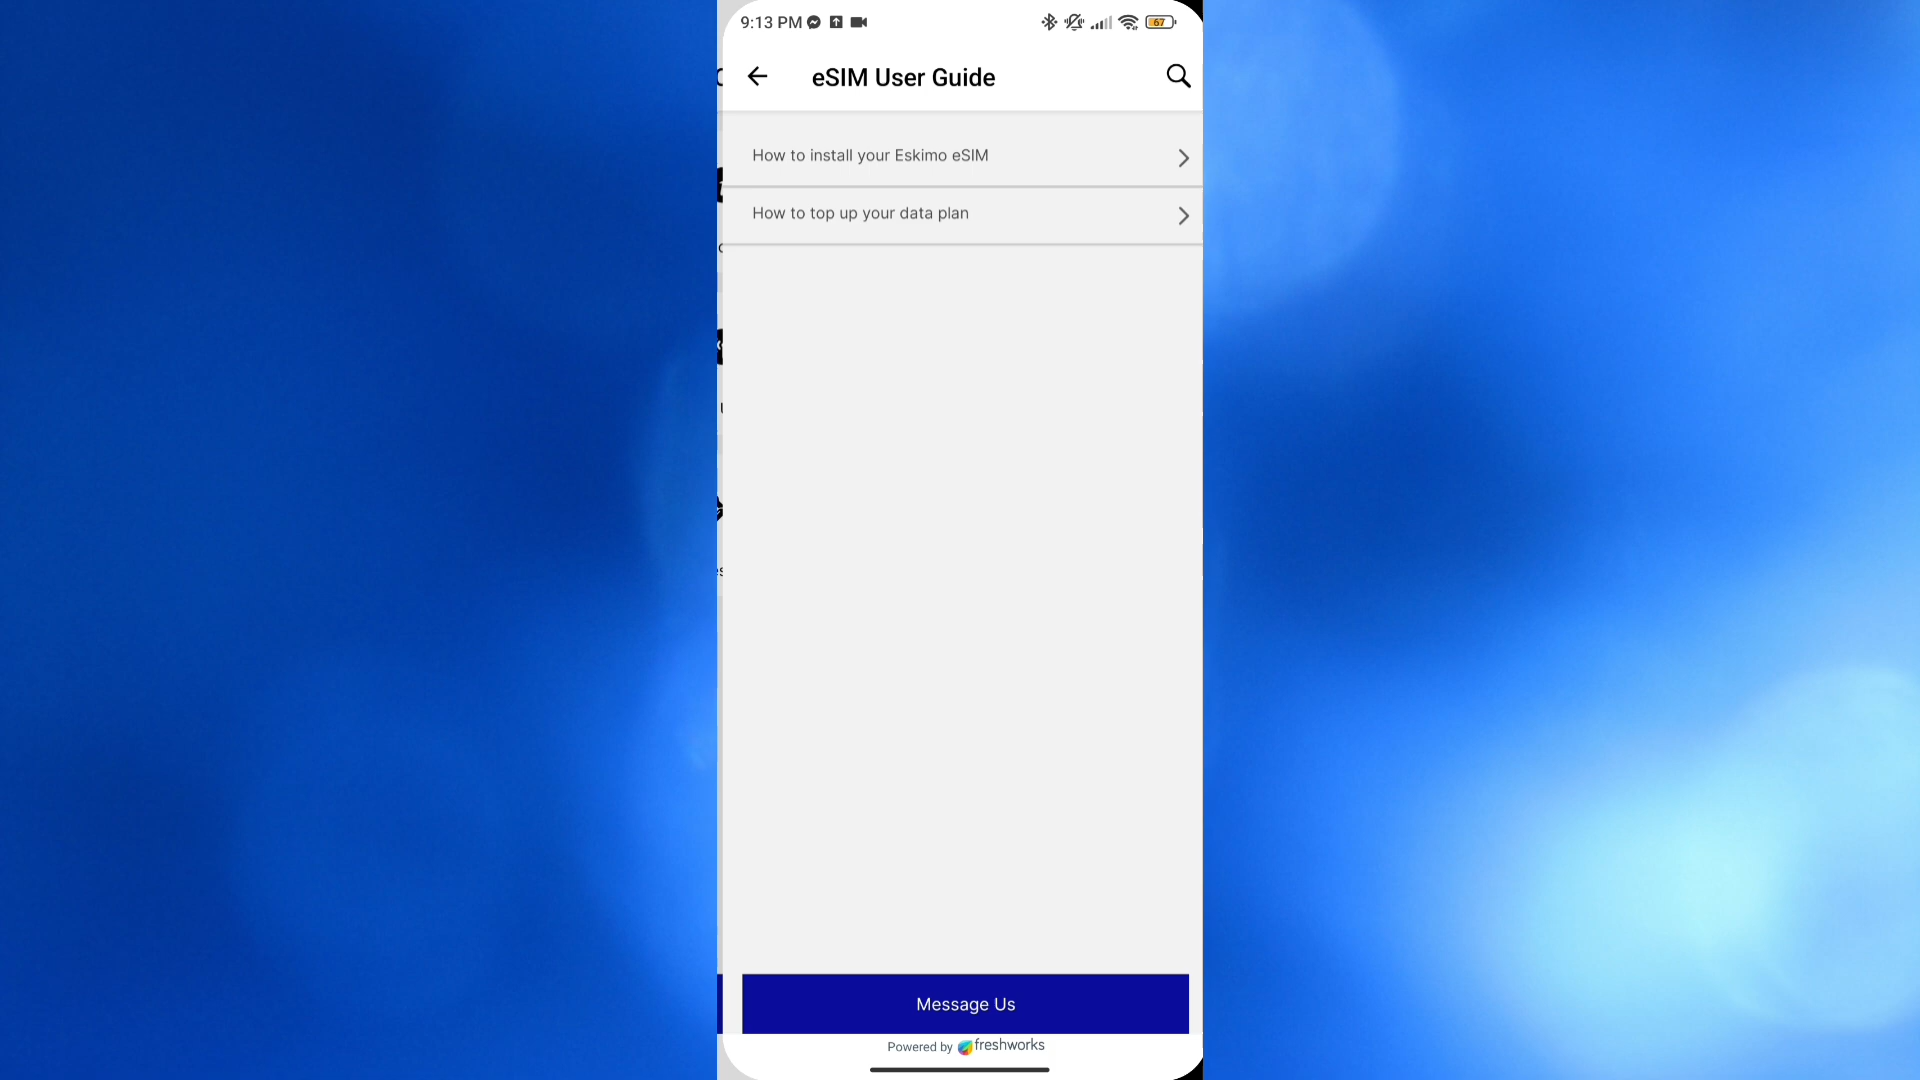 9:13 PM
67
eSIM User Guide
How to install your Eskimo eSIM
How to top up your data plan
Message Us
Powered by freshworks